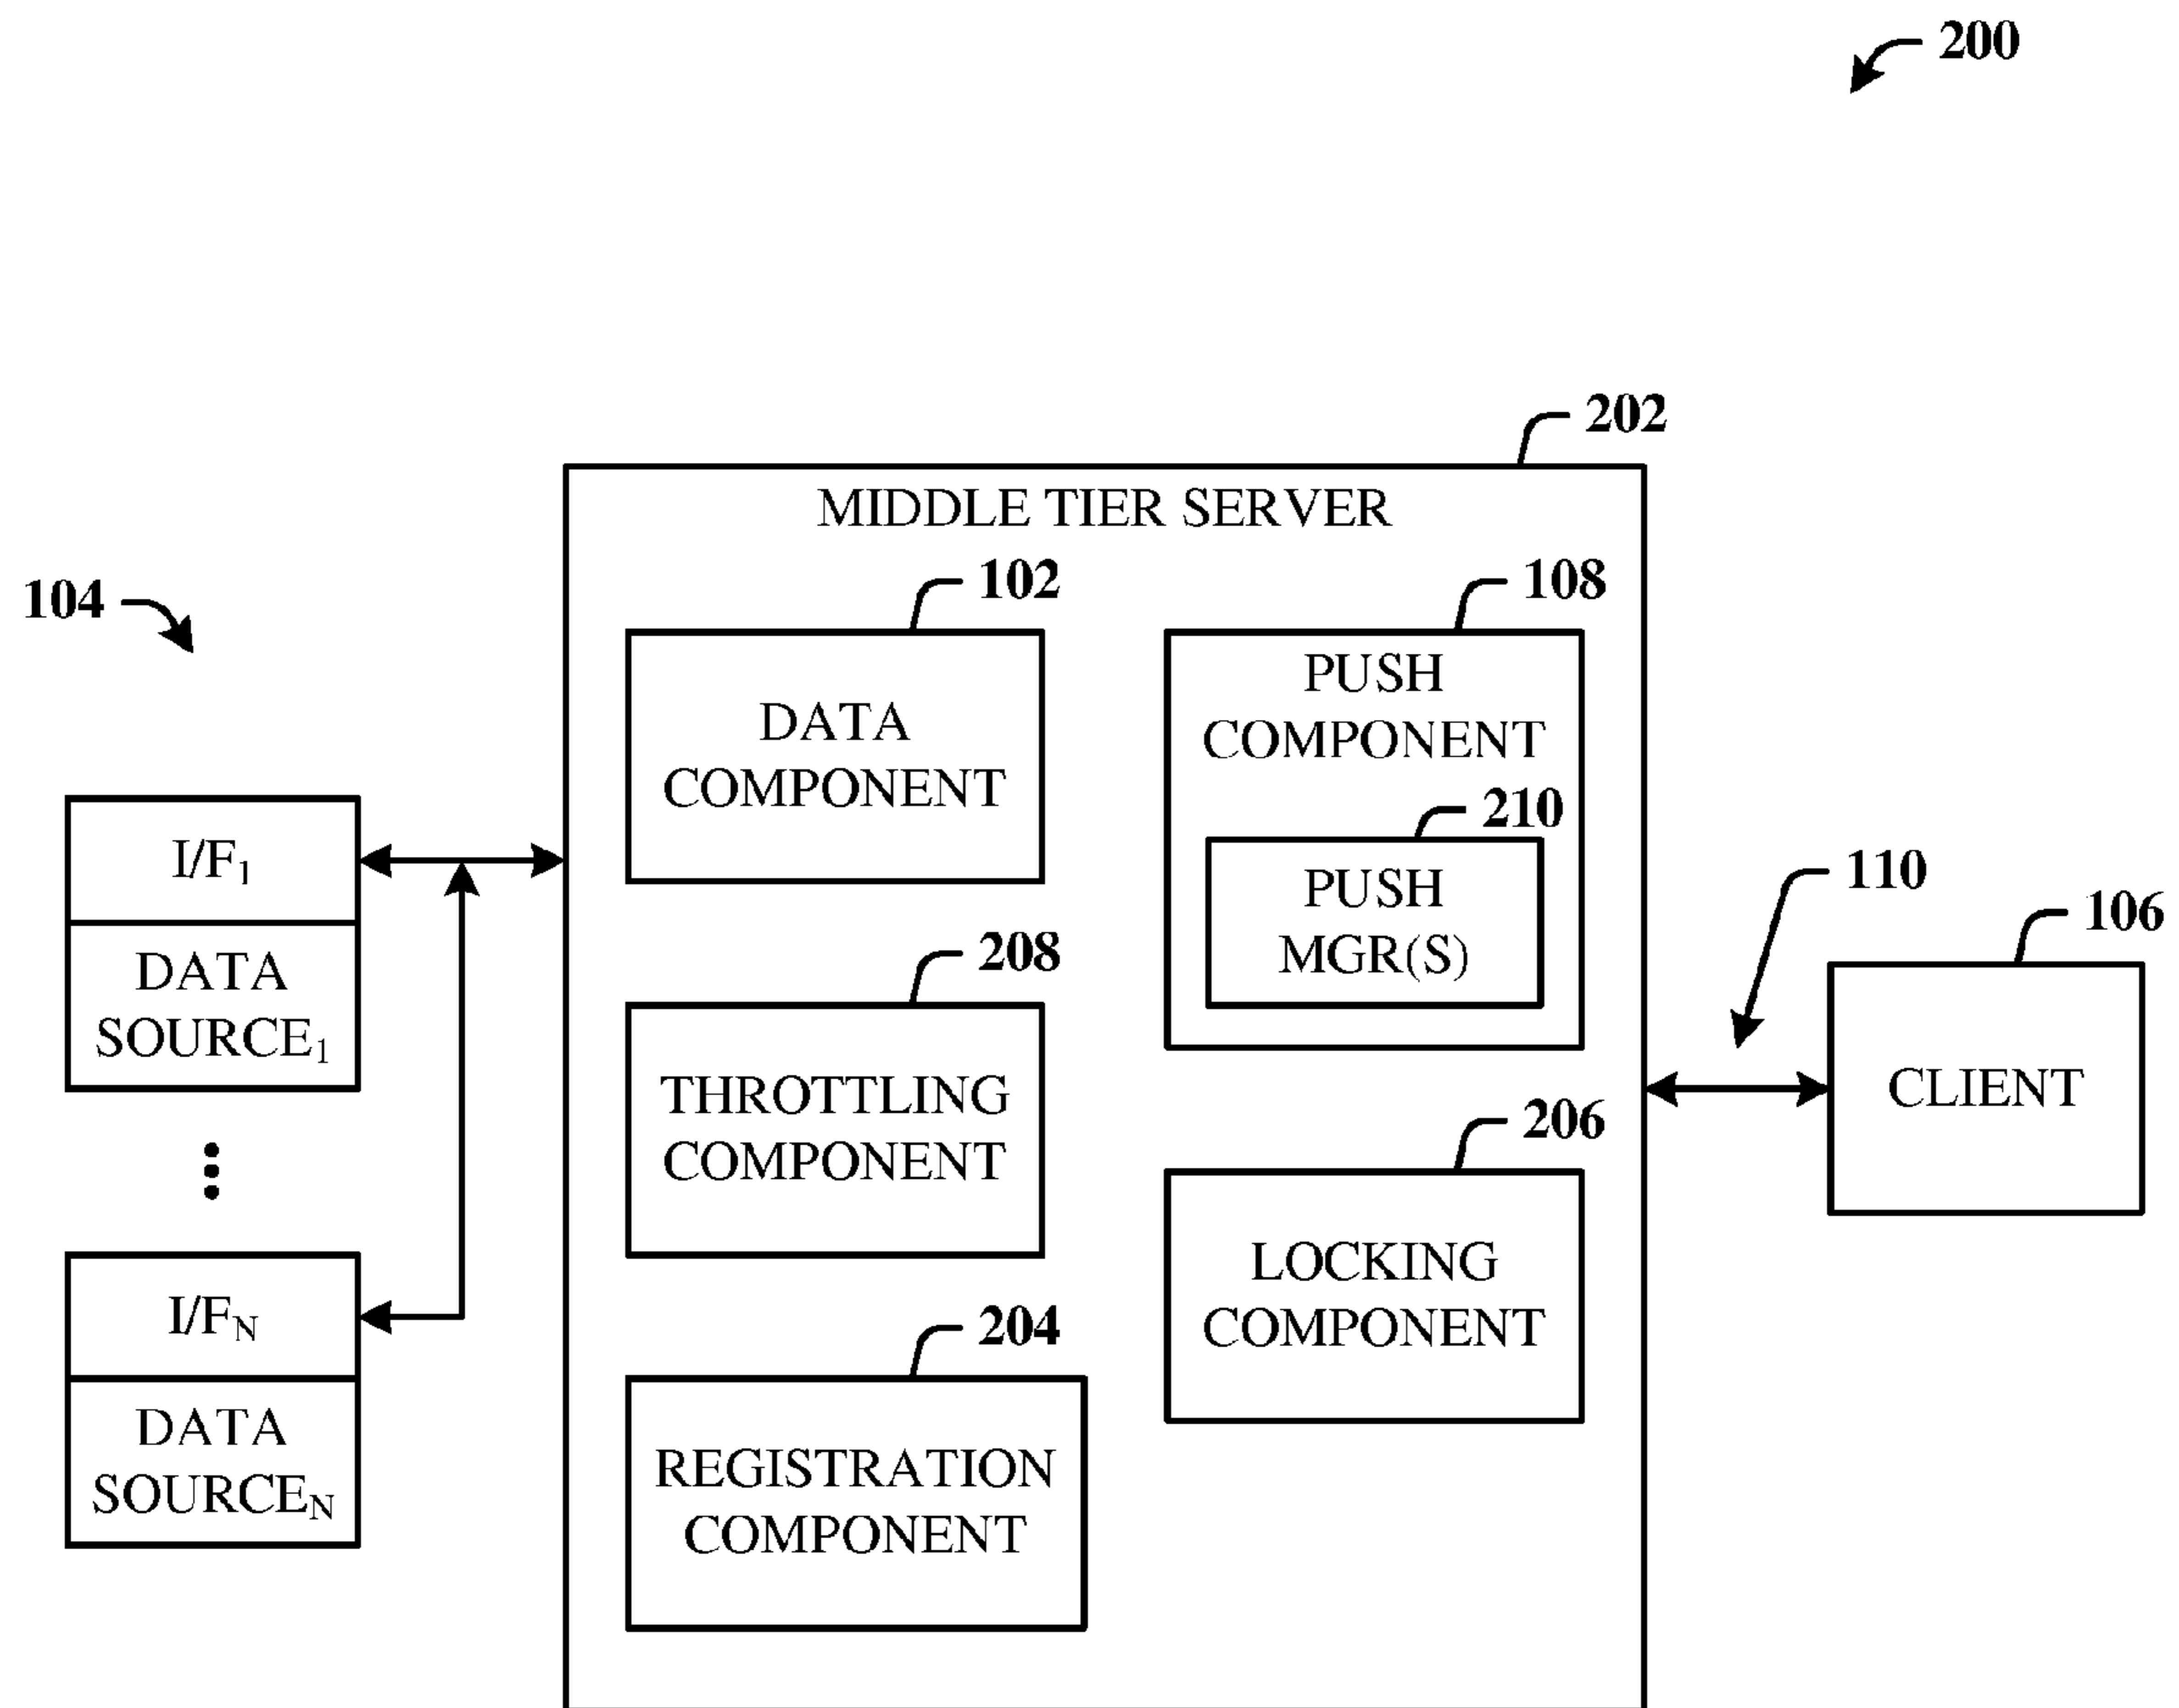 200
202
MIDDLE TIER SERVER
104
102
DATA
COMPONENT
108
PUSH
COMPONENT
210
PUSH
MGR(S)
I/F1
DATA
SOURCE1
208
THROTTLING
COMPONENT
110
106
CLIENT
206
LOCKING
COMPONENT
I/FN
DATA
SOURCEN
204
REGISTRATION
COMPONENT